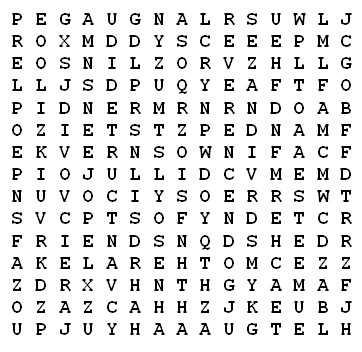 P E G A U G N A L R S U W L J
R O X M D D Y S C E E E P M C
E O S N I L Z O R V Z H L L G
L L J S D P U Q Y E A F T F O
P I D N E R M R N R N D O A B
O Z I E T S T Z P E D N A M F
E K V E R N S O W N I F A C F
P I O J U L L I D C V M E M D
N U V O C I Y S O E R R S W T
S V C P T S O F Y N D E T C R
F R I E N D S N Q D S H E D R
A K E L A R E H T O M C E Z Z
Z D R X V H N T H G Y A M A F
O Z A Z C A H H Z J K E U B J
U P J U Y H A A A U G T E L H